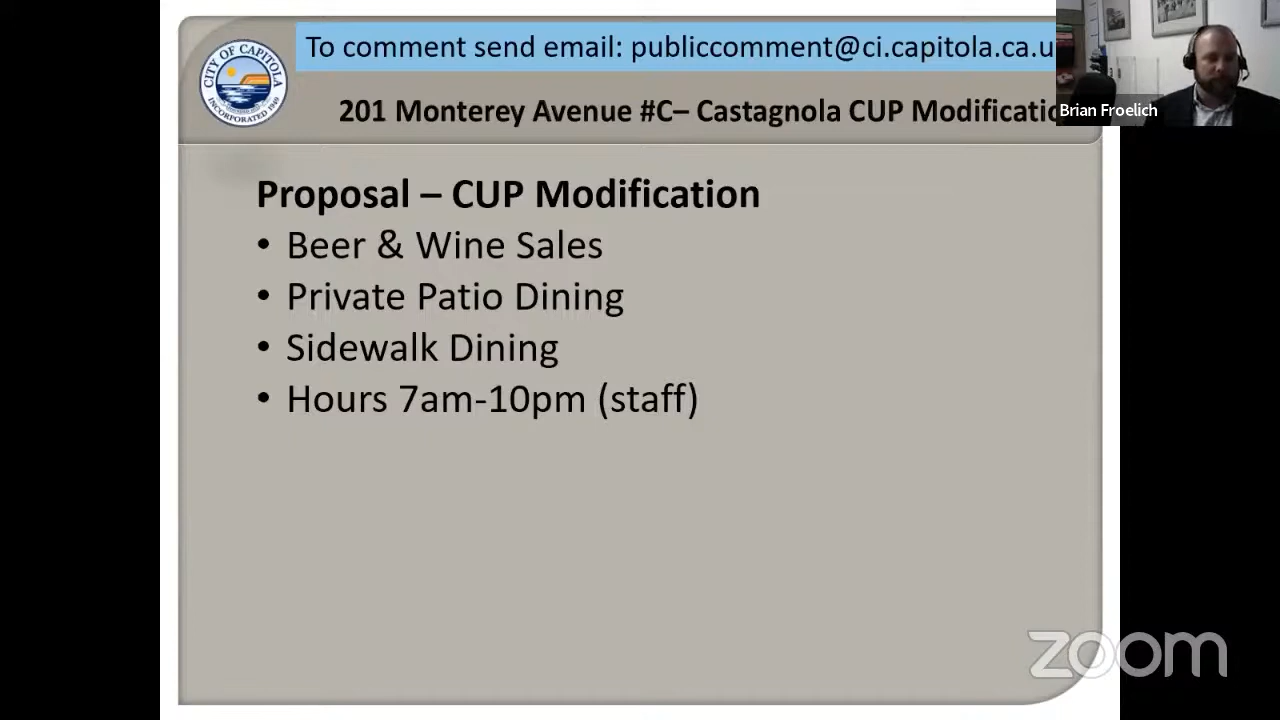 To comment send email: publiccomment@ci.capitola.ca.u
CITY OF CAPITOLA
INCORPORATED 1949
201 Monterey Avenue #C– Castagnola CUP Modificatio
Brian Froelich
Proposal – CUP Modification
• Beer & Wine Sales
• Private Patio Dining
• Sidewalk Dining
• Hours 7am-10pm (staff)
zoom